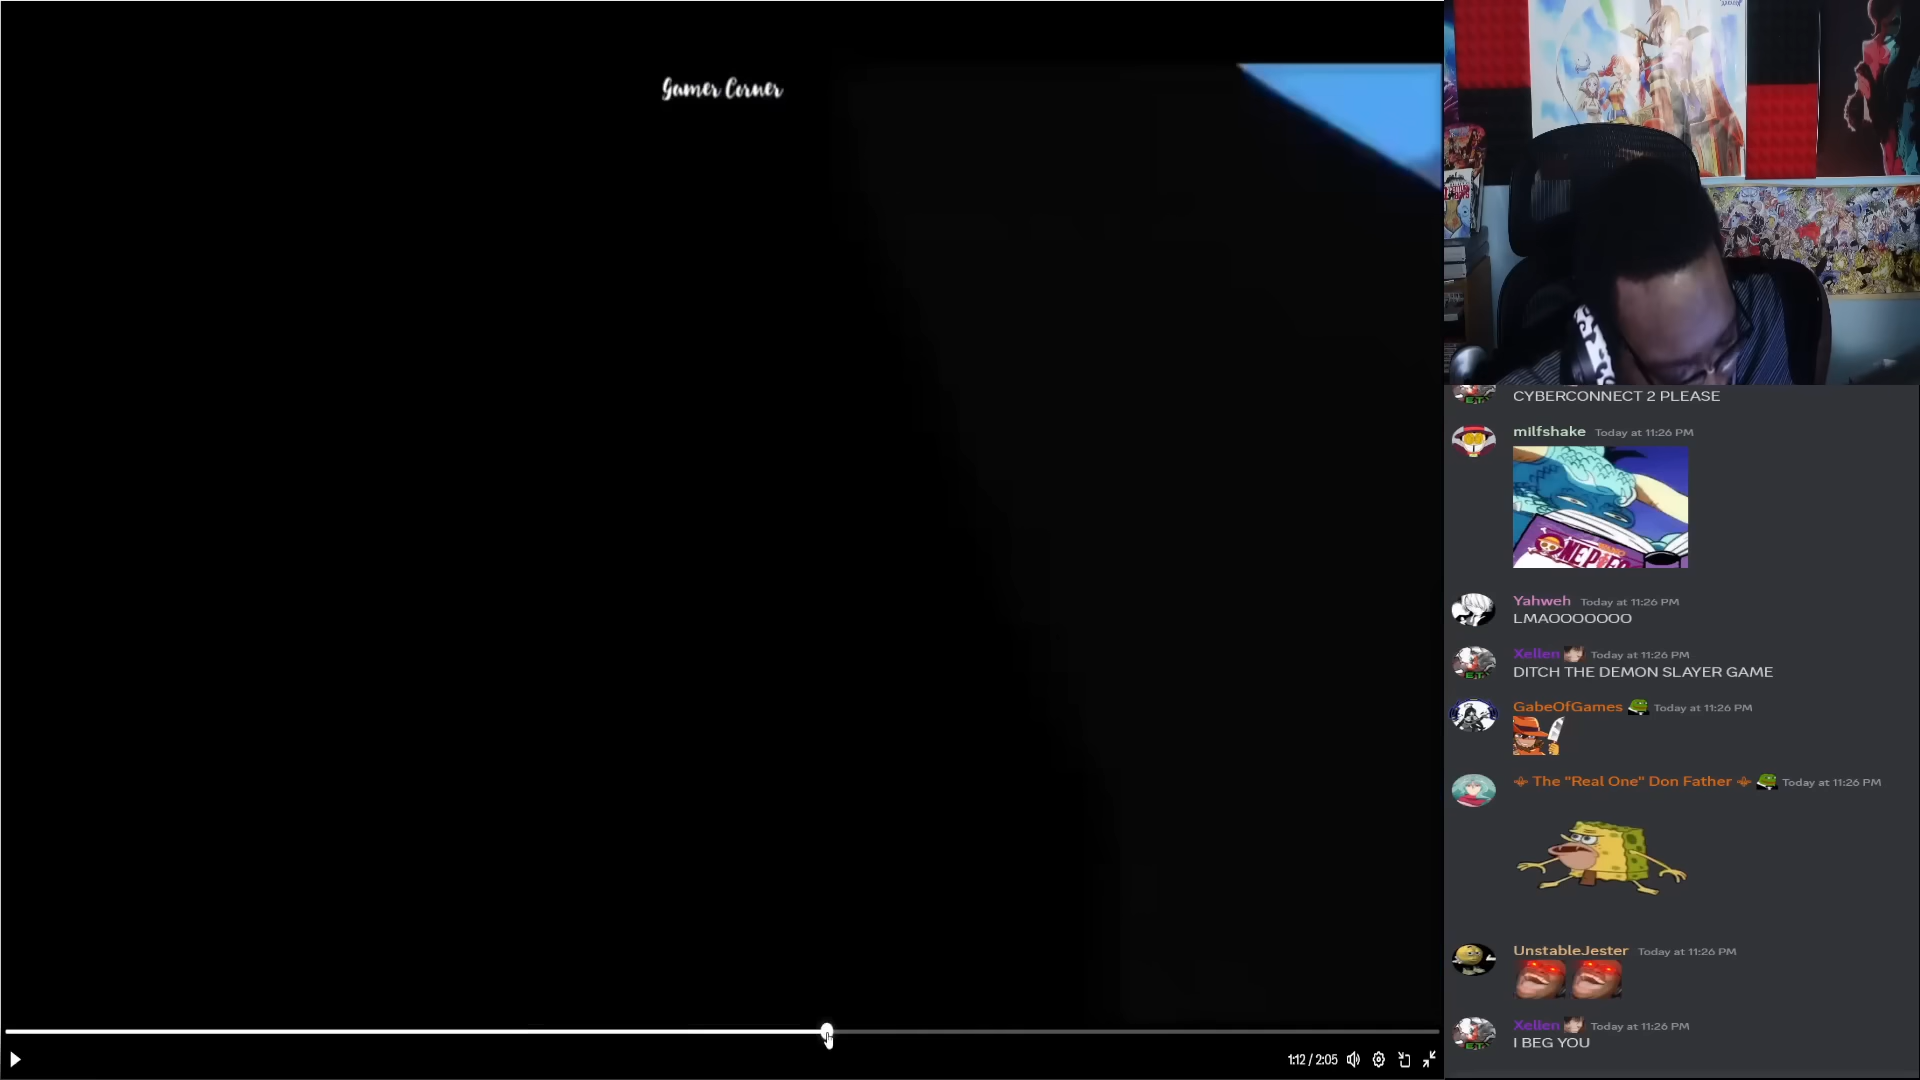 Gamer Corner
CYBERCONNECT 2 PLEASE
milfshake Today at 11:26 PM
ONE PIE
Yahweh Today at 11:26 PM
LMAOOOOOOO
Xellen Today at 11:26 PM
DITCH THE DEMON SLAYER GAME
GabeOfGames Today at 11:26 PM
The "Real One" Don Father Today at 11:26 PM
UnstableJester Today at 11:26 PM
Xellen Today at 11:26 PM
I BEG YOU
1:12 / 2:05